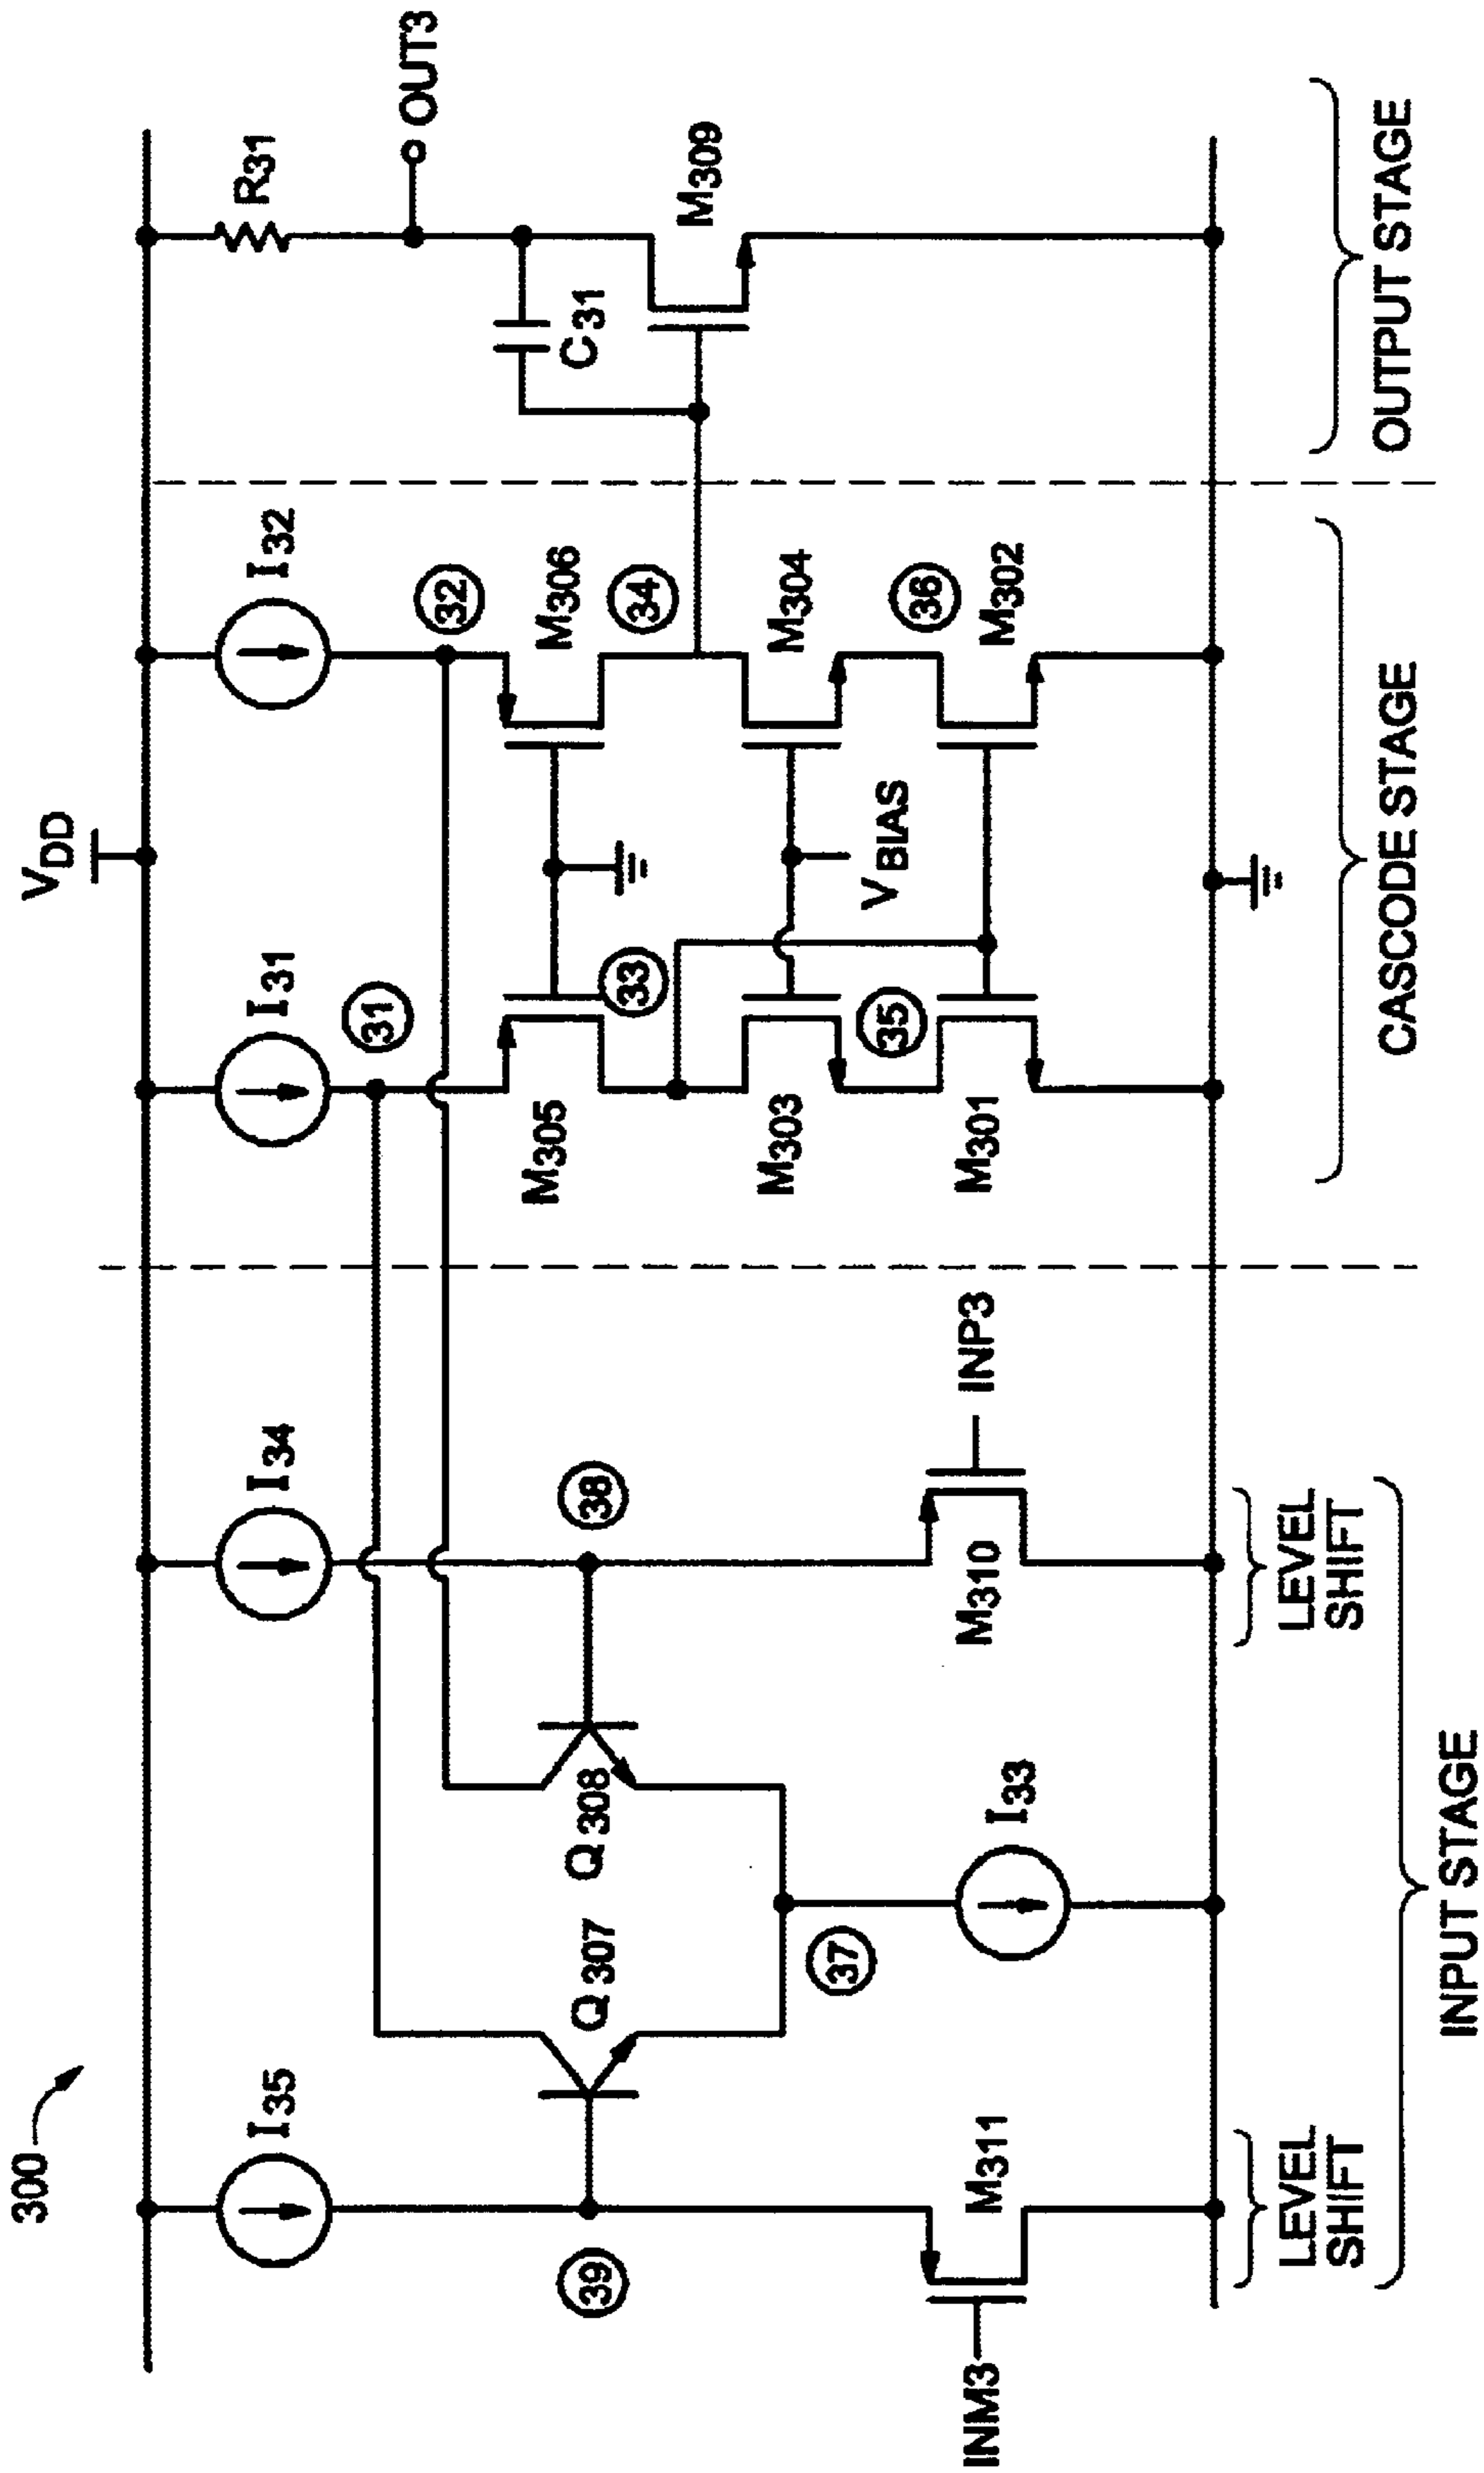 300
VDD
I35
I34
I31
I32
R31
OUT3
31
32
39
Q307
Q308
38
M305
33
M306
34
C31
M309
37
M303
35
VBIAS
M304
36
INM3
M311
I33
M310
INP3
M301
M302
LEVEL
SHIFT
LEVEL
SHIFT
INPUT STAGE
CASCODE STAGE
OUTPUT STAGE